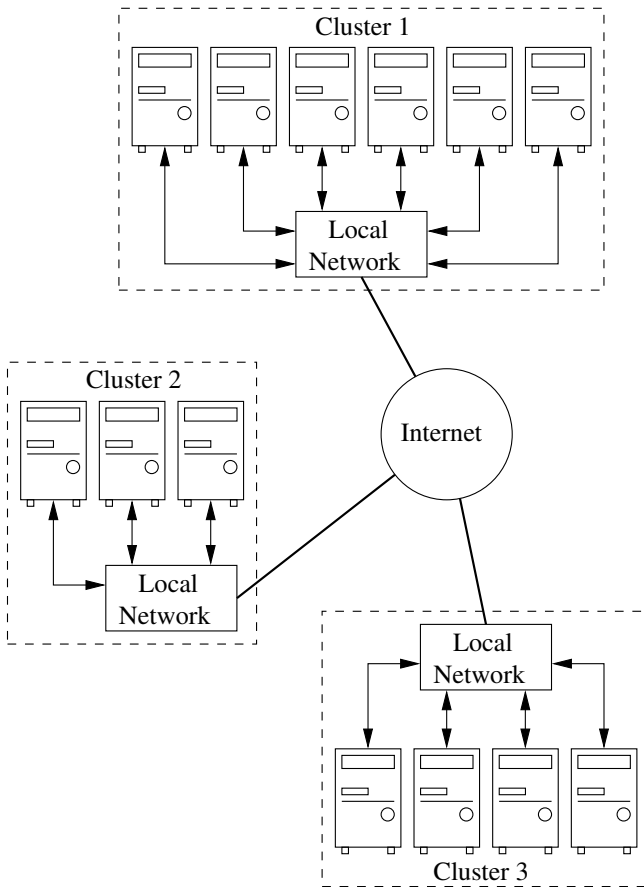 Cluster 1
Local
Network
Cluster 2
Internet
Local
Network
Local
Network
Cluster 3